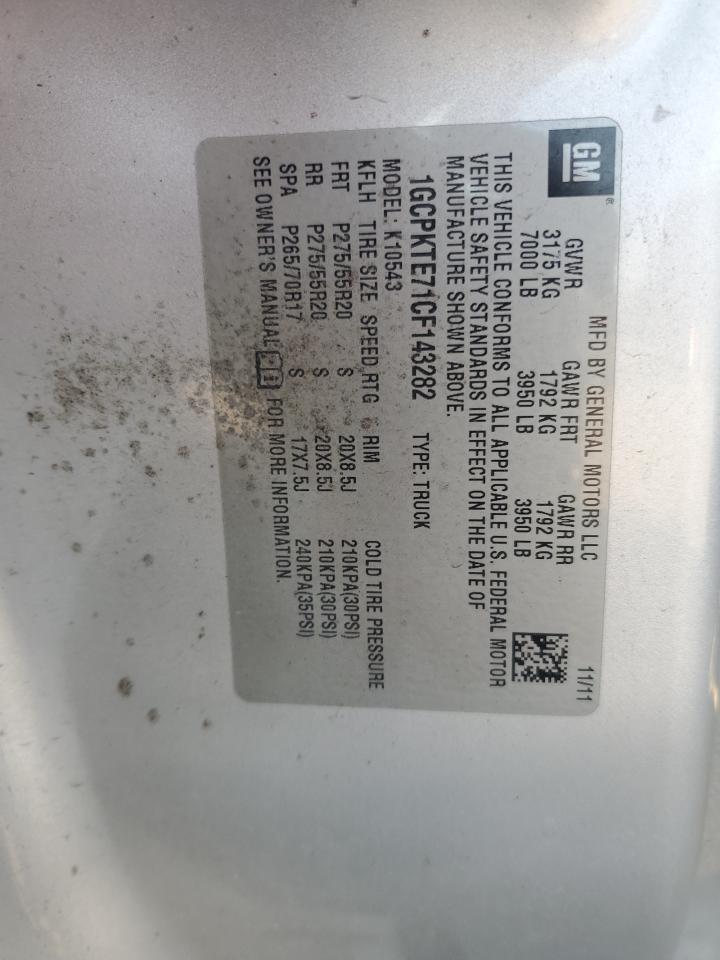 GM®
MFD BY GENERAL MOTORS LLC 11/11
GVWR GAWR FRT GAWR RR
3175 KG 1792 KG 1792 KG
7000 LB 3950 LB 3950 LB
THIS VEHICLE CONFORMS TO ALL APPLICABLE U.S. FEDERAL MOTOR
VEHICLE SAFETY STANDARDS IN EFFECT ON THE DATE OF
MANUFACTURE SHOWN ABOVE.
1GCPKTE71CF143282 TYPE: TRUCK
MODEL: K10543
KFLH TIRE SIZE SPEED RTG RIM COLD TIRE PRESSURE
FRT P275/55R20 S 20X8.5J 210KPA(30PSI)
RR P275/55R20 S 20X8.5J 210KPA(30PSI)
SPA P265/70R17 S 17X7.5J 240KPA(35PSI)
SEE OWNER'S MANUAL FOR MORE INFORMATION.